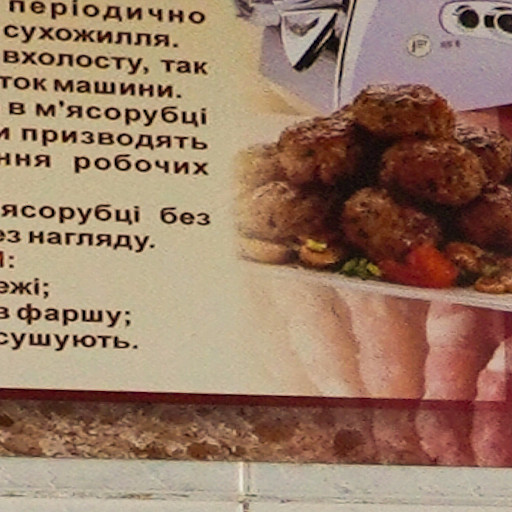 періодично
сухожилля.
вхолосту, так
ток машини.
в м'ясорубці
и призводять
ння робочих
ясорубці без
ез нагляду.
:
ежі;
з фаршу;
сушують.